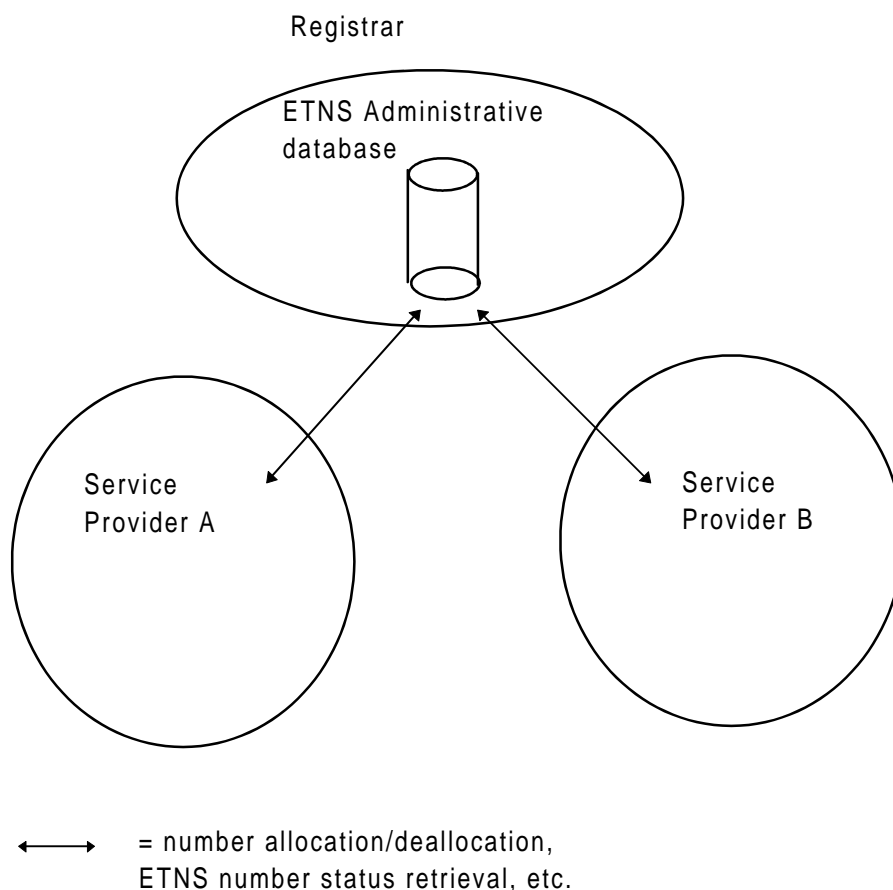 Registrar
ETNS Administrative
database
Service
Provider A
Service
Provider B
= number allocation/deallocation,
ETNS number status retrieval, etc.